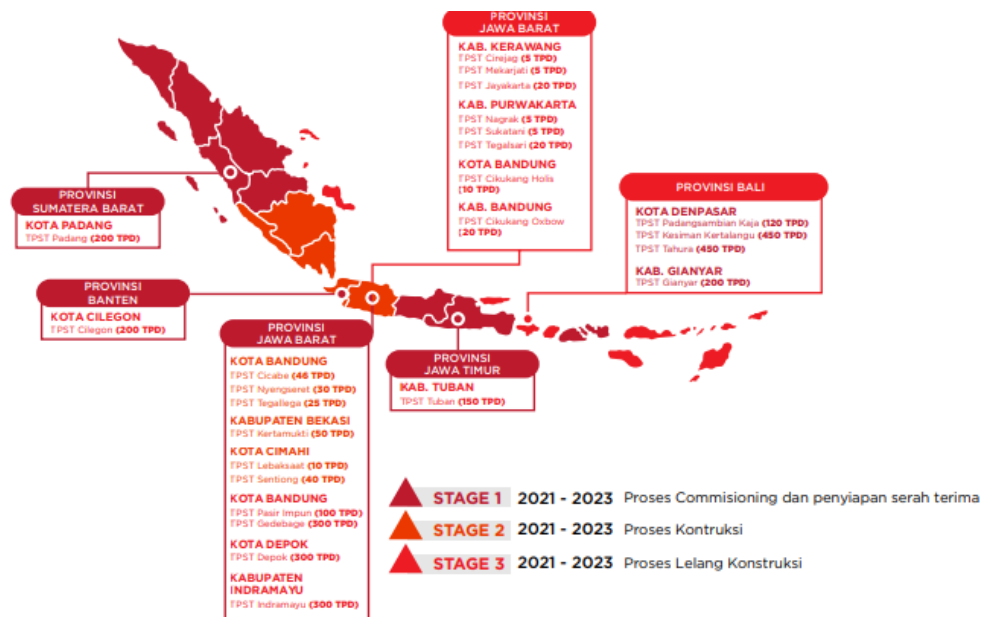 PROVINSI
JAWA BARAT
KAB. KERAWANG
TPST Cirejag (5 TPD)
TPST Mekarjati (5 TPD)
TPST Jayakarta (20 TPD)
KAB. PURWAKARTA
TPST Nagrak (5 TPD)
TPST Sukatani (5 TPD)
TPST Tegalsari (20 TPD)
KOTA BANDUNG
TPST Cikukang Holis
(10 TPD)
KAB. BANDUNG
TPST Cikukang Oxbow
(20 TPD)
PROVINSI
SUMATERA BARAT
KOTA PADANG
TPST Padang (200 TPD)
PROVINSI BALI
KOTA DENPASAR
TPST Padangsambian Kaja (120 TPD)
TPST Kesiman Kertalangu (450 TPD)
TPST Tahura (450 TPD)
KAB. GIANYAR
TPST Gianyar (200 TPD)
PROVINSI
BANTEN
KOTA CILEGON
TPST Cilegon (200 TPD)
PROVINSI
JAWA BARAT
KOTA BANDUNG
TPST Cicabe (46 TPD)
TPST Nyengseret (30 TPD)
TPST Tegallega (25 TPD)
KABUPATEN BEKASI
TPST Kertamukti (50 TPD)
KOTA CIMAHI
TPST Lebaksaat (10 TPD)
TPST Sentiong (40 TPD)
KOTA BANDUNG
TPST Pasir Impun (100 TPD)
TPST Gedebage (300 TPD)
KOTA DEPOK
TPST Depok (300 TPD)
KABUPATEN
INDRAMAYU
TPST Indramayu (300 TPD)
PROVINSI
JAWA TIMUR
KAB. TUBAN
TPST Tuban (150 TPD)
STAGE 1 2021 - 2023 Proses Commisioning dan penyiapan serah terima
STAGE 2 2021 - 2023 Proses Kontruksi
STAGE 3 2021 - 2023 Proses Lelang Konstruksi